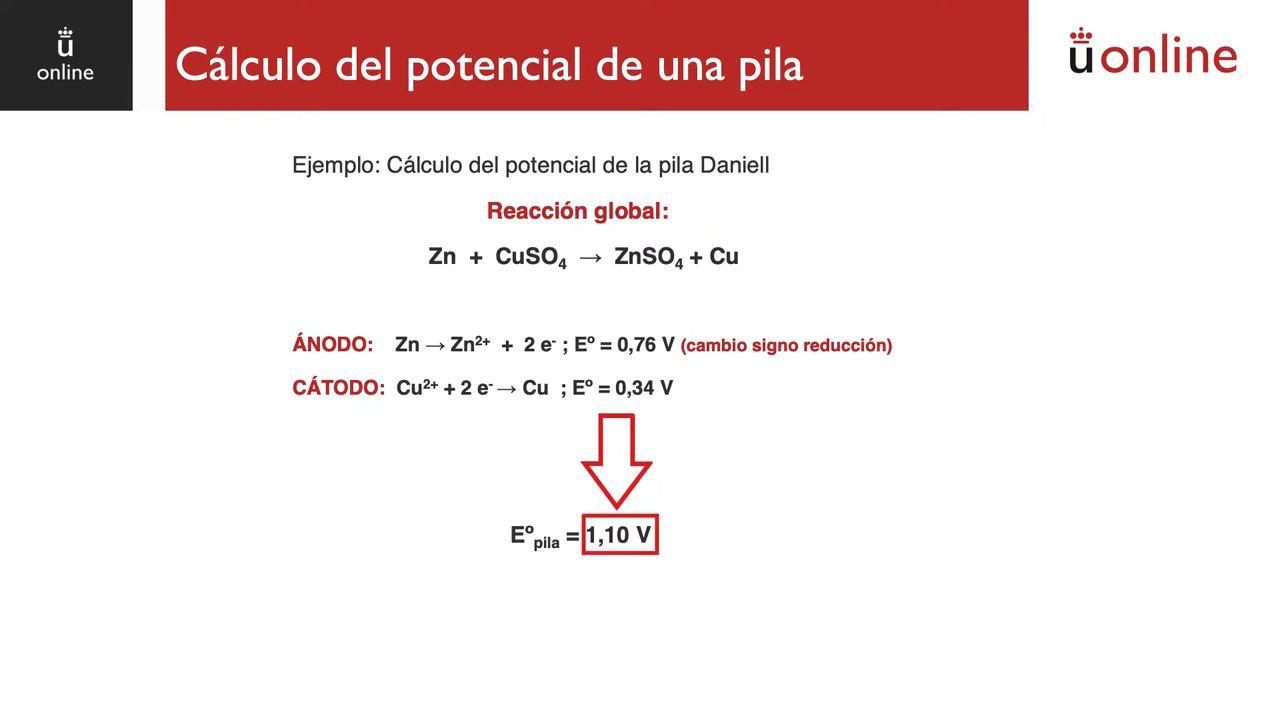 ü
online
Cálculo del potencial de una pila
üonline
Ejemplo: Cálculo del potencial de la pila Daniell
Reacción global:
Zn + CuSO₄ → ZnSO₄ + Cu
ÁNODO: Zn → Zn²⁺ + 2 e⁻ ; Eº = 0,76 V (cambio signo reducción)
CÁTODO: Cu²⁺ + 2 e⁻ → Cu ; Eº = 0,34 V
Eº pila = 1,10 V